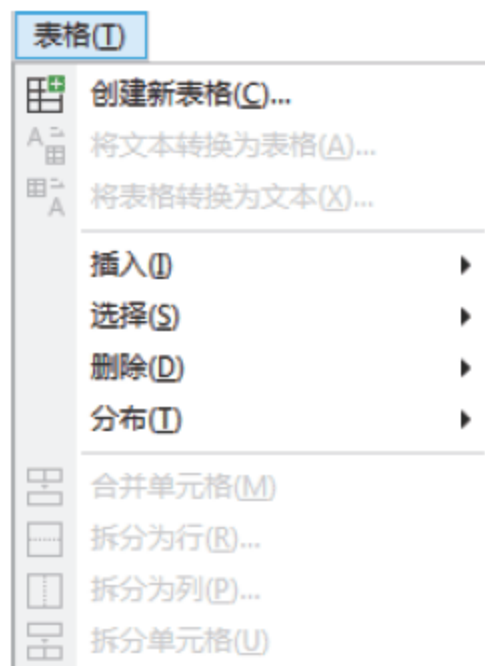 表格(T)
创建新表格(C)...
将文本转换为表格(A)...
将表格转换为文本(X)...
插入(I)
选择(S)
删除(D)
分布(T)
合并单元格(M)
拆分为行(R)...
拆分为列(P)...
拆分单元格(U)